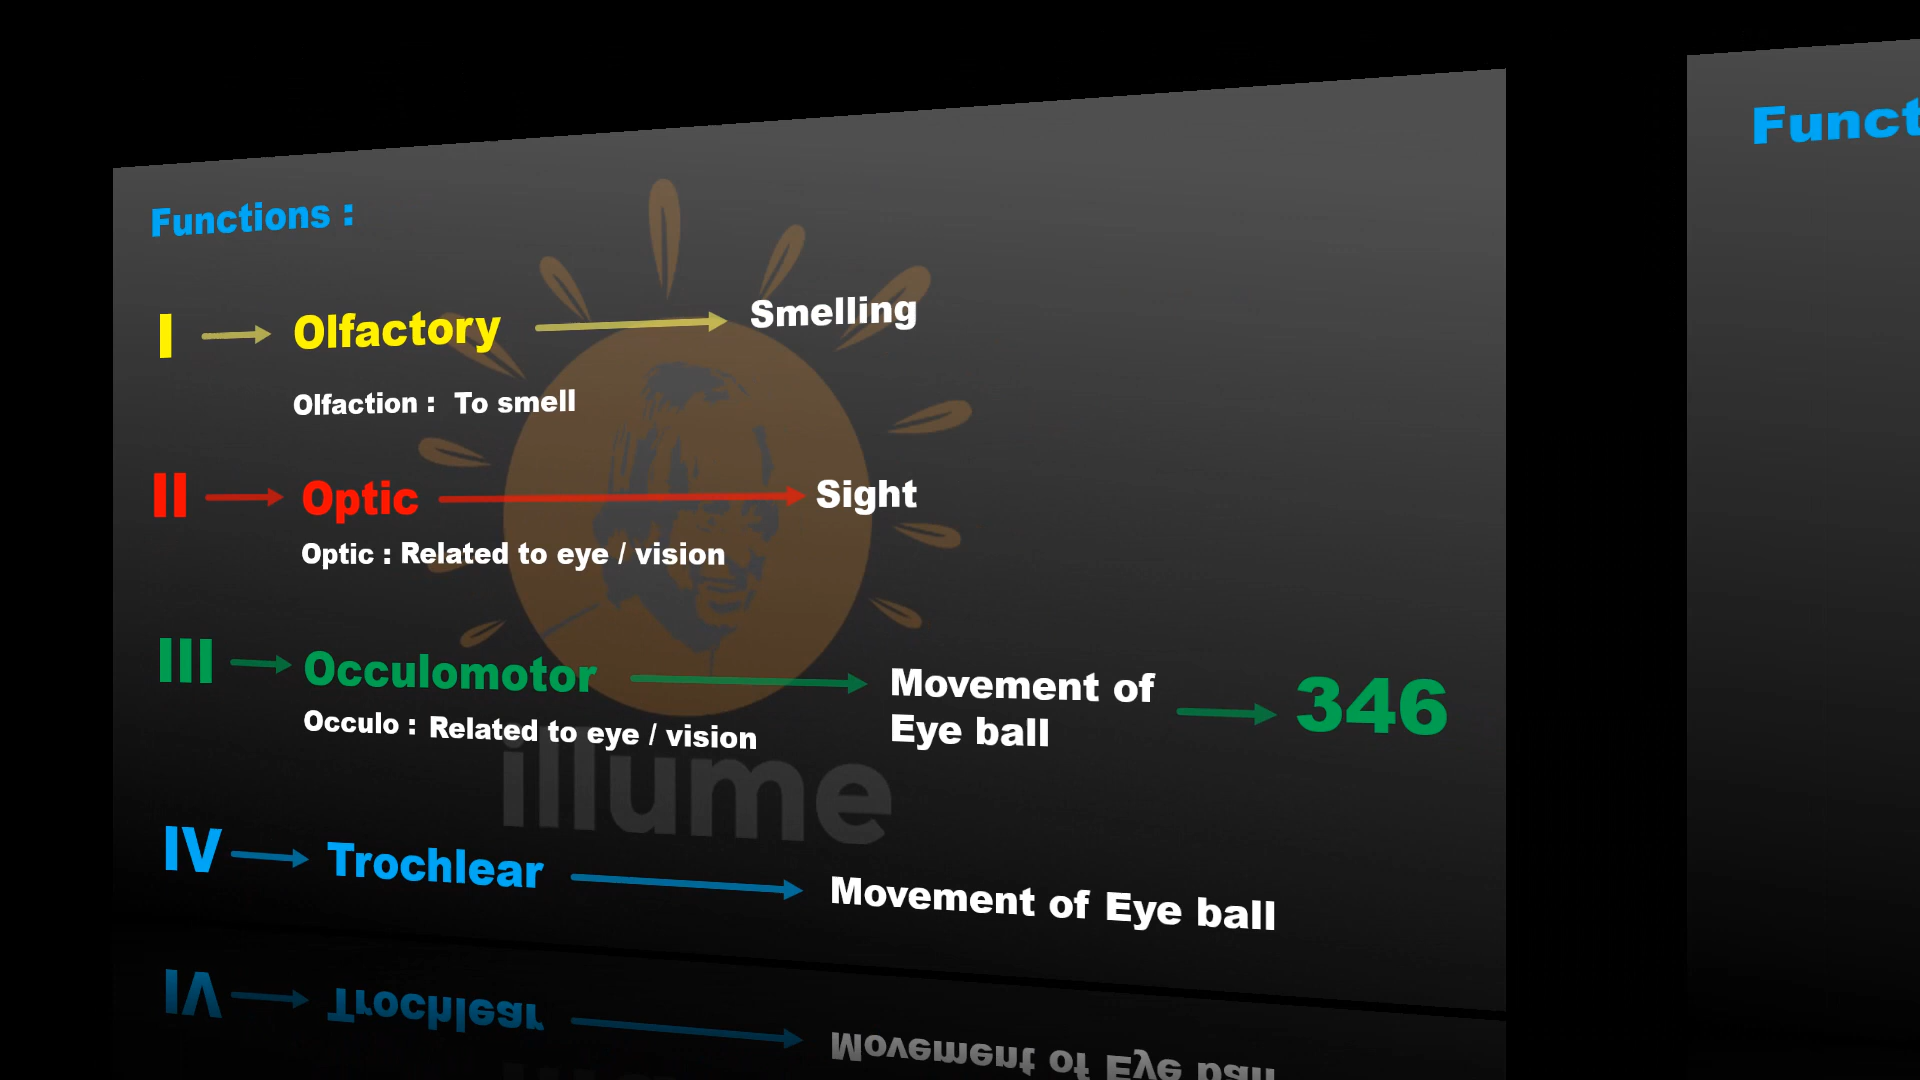 Functions :
I Olfactory Smelling
Olfaction : To smell
II Optic Sight
Optic : Related to eye / vision
III Occulomotor Movement of Eye ball 346
Occulo : Related to eye / vision
illume
IV Trochlear Movement of Eye ball
Funct